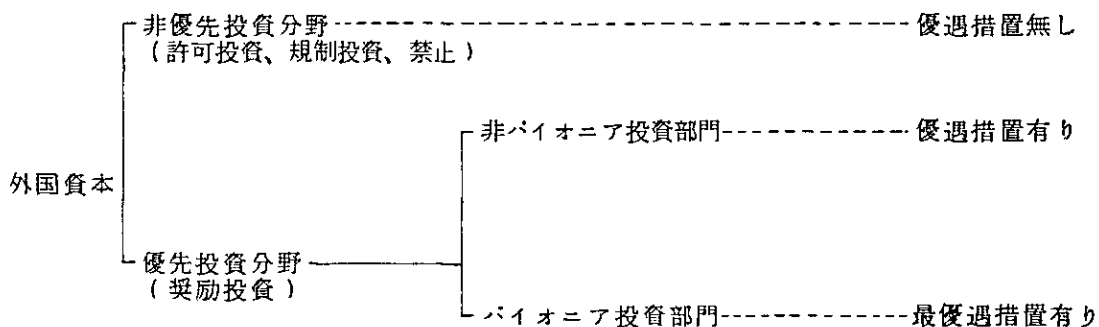 非優先投資分野 優遇措置無し
(許可投資、規制投資、禁止)
非パイオニア投資部門 優遇措置有り
外国資本
優先投資分野
(奨励投資)
パイオニア投資部門 最優遇措置有り